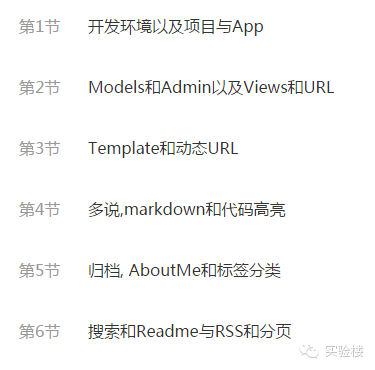 第1节 开发环境以及项目与App
第2节 Models和Admin以及Views和URL
第3节 Template和动态URL
第4节 多说,markdown和代码高亮
第5节 归档, AboutMe和标签分类
第6节 搜索和Readme与RSS和分页
实验楼